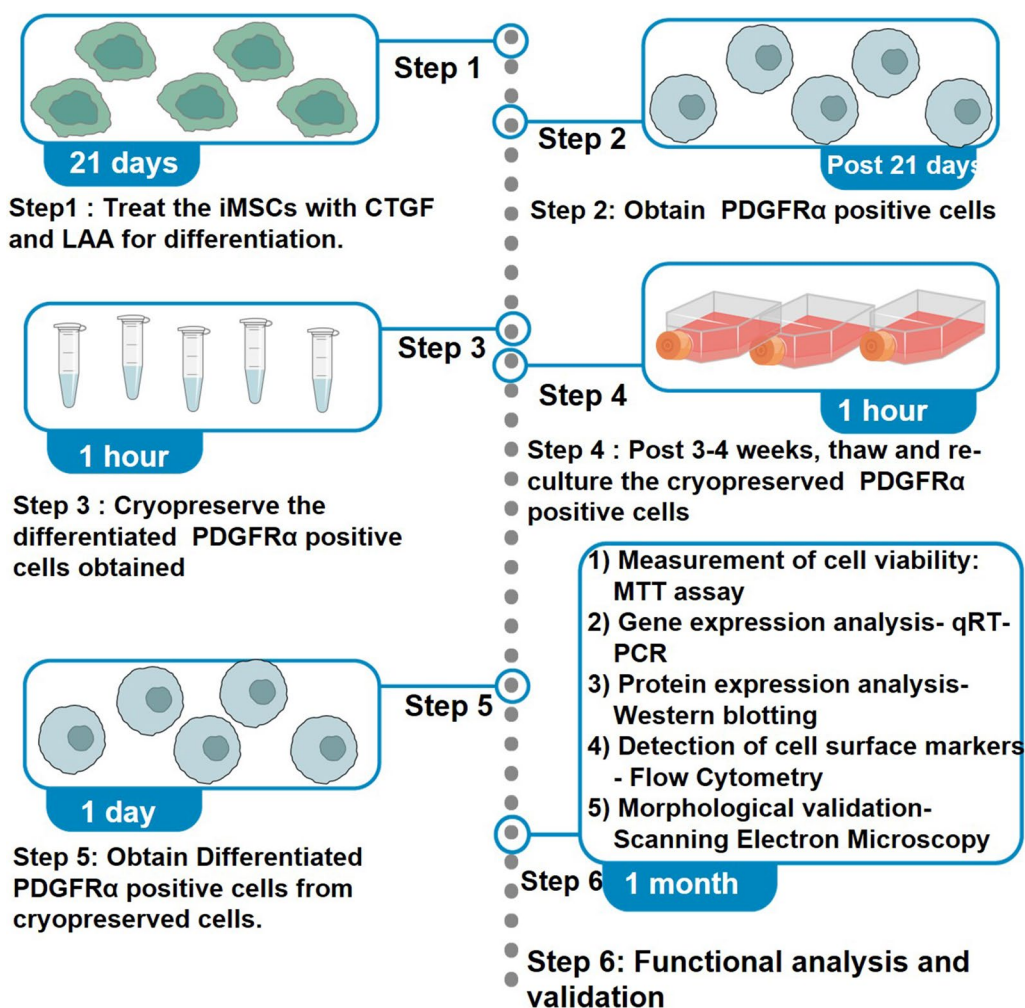 Step 1
21 days
Step1 : Treat the iMSCs with CTGF
and LAA for differentiation.
Step 2
Post 21 days
Step 2: Obtain PDGFRα positive cells
Step 3
1 hour
Step 3 : Cryopreserve the
differentiated PDGFRα positive
cells obtained
Step 4
1 hour
Step 4 : Post 3-4 weeks, thaw and re-
culture the cryopreserved PDGFRα
positive cells
Step 5
1 day
Step 5: Obtain Differentiated
PDGFRα positive cells from
cryopreserved cells.
1) Measurement of cell viability:
MTT assay
2) Gene expression analysis- qRT-
PCR
3) Protein expression analysis-
Western blotting
4) Detection of cell surface markers
- Flow Cytometry
5) Morphological validation-
Scanning Electron Microscopy
Step 6
1 month
Step 6: Functional analysis and
validation